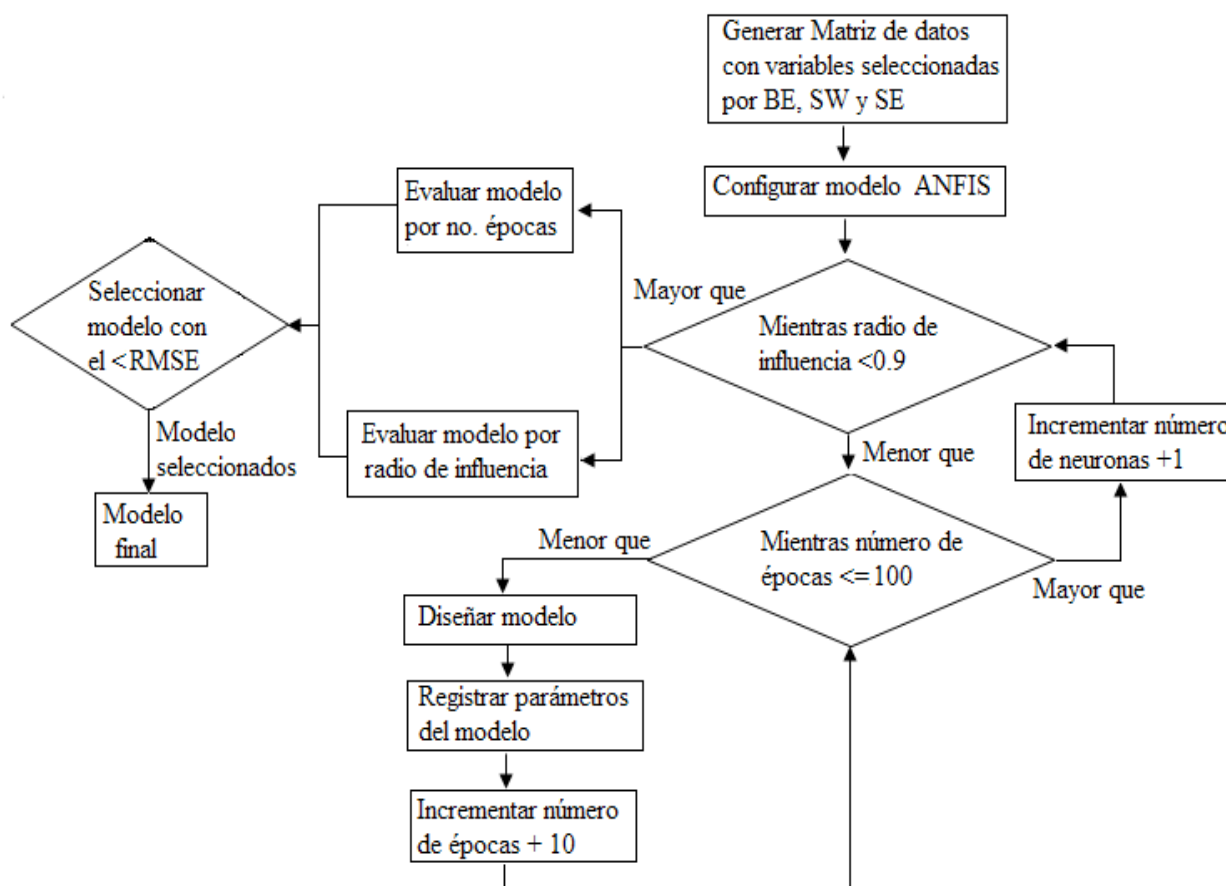 Generar Matriz de datos
con variables seleccionadas
por BE, SW y SE
Configurar modelo ANFIS
Evaluar modelo
por no. épocas
Mayor que
Mientras radio de
influencia <0.9
Seleccionar
modelo con
el <RMSE
Evaluar modelo por
radio de influencia
Incrementar número
de neuronas +1
Modelo
seleccionados
Menor que
Modelo
final
Menor que
Mientras número de
épocas <=100
Mayor que
Diseñar modelo
Registrar parámetros
del modelo
Incrementar número
de épocas + 10